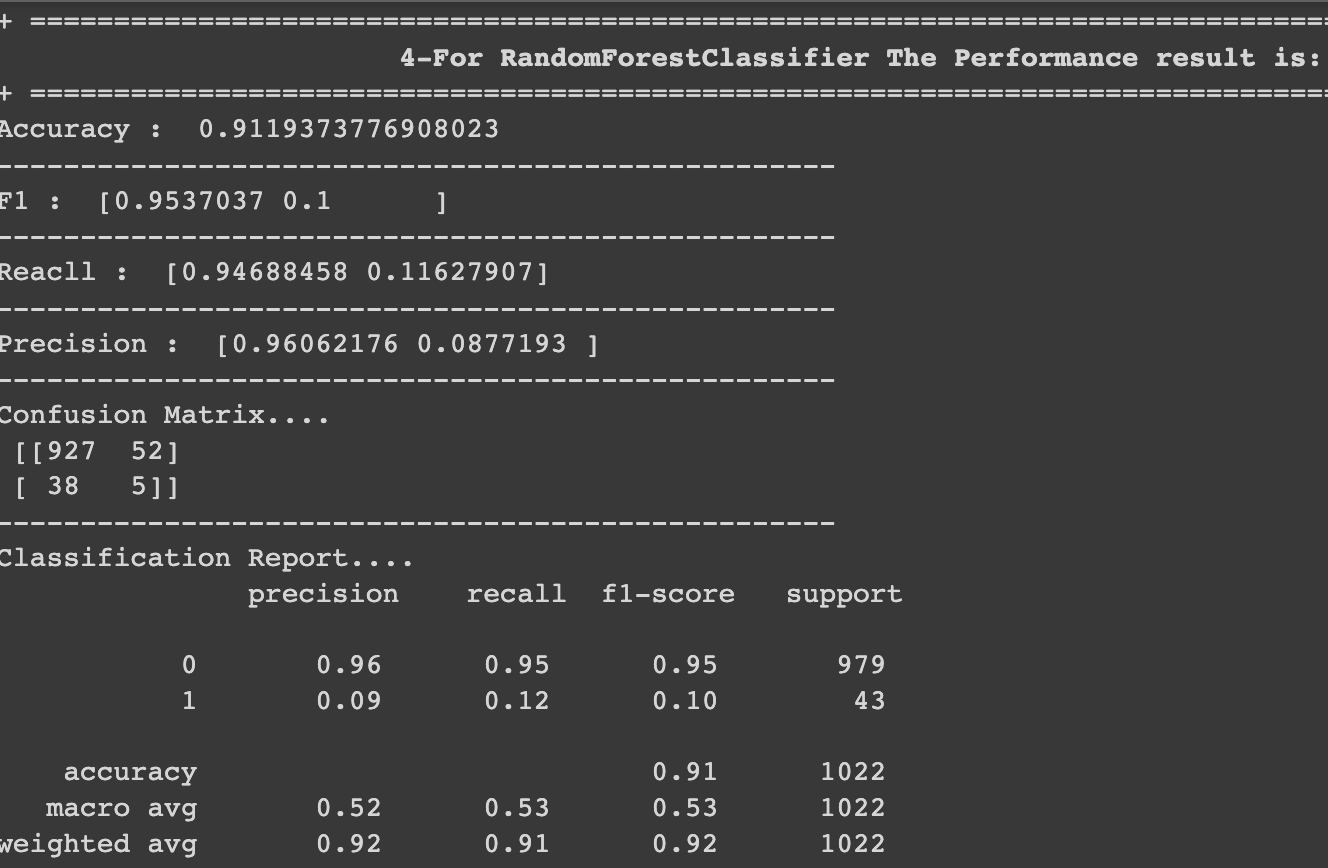 + ==============================================================================
4-For RandomForestClassifier The Performance result is:
+ ==============================================================================
Accuracy :  0.9119373776908023
--------------------------------------------------
F1 :  [0.9537037 0.1      ]
--------------------------------------------------
Reacll :  [0.94688458 0.11627907]
--------------------------------------------------
Precision :  [0.96062176 0.0877193 ]
--------------------------------------------------
Confusion Matrix....
[[927  52]
[ 38   5]]
--------------------------------------------------
Classification Report....
precision    recall  f1-score   support
0       0.96      0.95      0.95       979
1       0.09      0.12      0.10        43
accuracy                           0.91      1022
macro avg       0.52      0.53      0.53      1022
weighted avg       0.92      0.91      0.92      1022